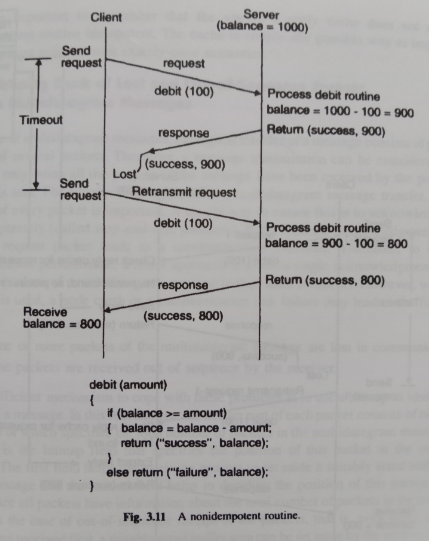 Client
Server
(balance = 1000)
Send
request
request
debit (100)
Process debit routine
balance = 1000 - 100 = 900
Timeout
response
Return (success, 900)
Lost
(success, 900)
Send
request
Retransmit request
debit (100)
Process debit routine
balance = 900 - 100 = 800
response
Return (success, 800)
Receive
balance = 800
(success, 800)
debit (amount)
{
if (balance >= amount)
{ balance = balance - amount;
return ("success", balance);
}
else return ("failure", balance);
}
Fig. 3.11 A nonidempotent routine.